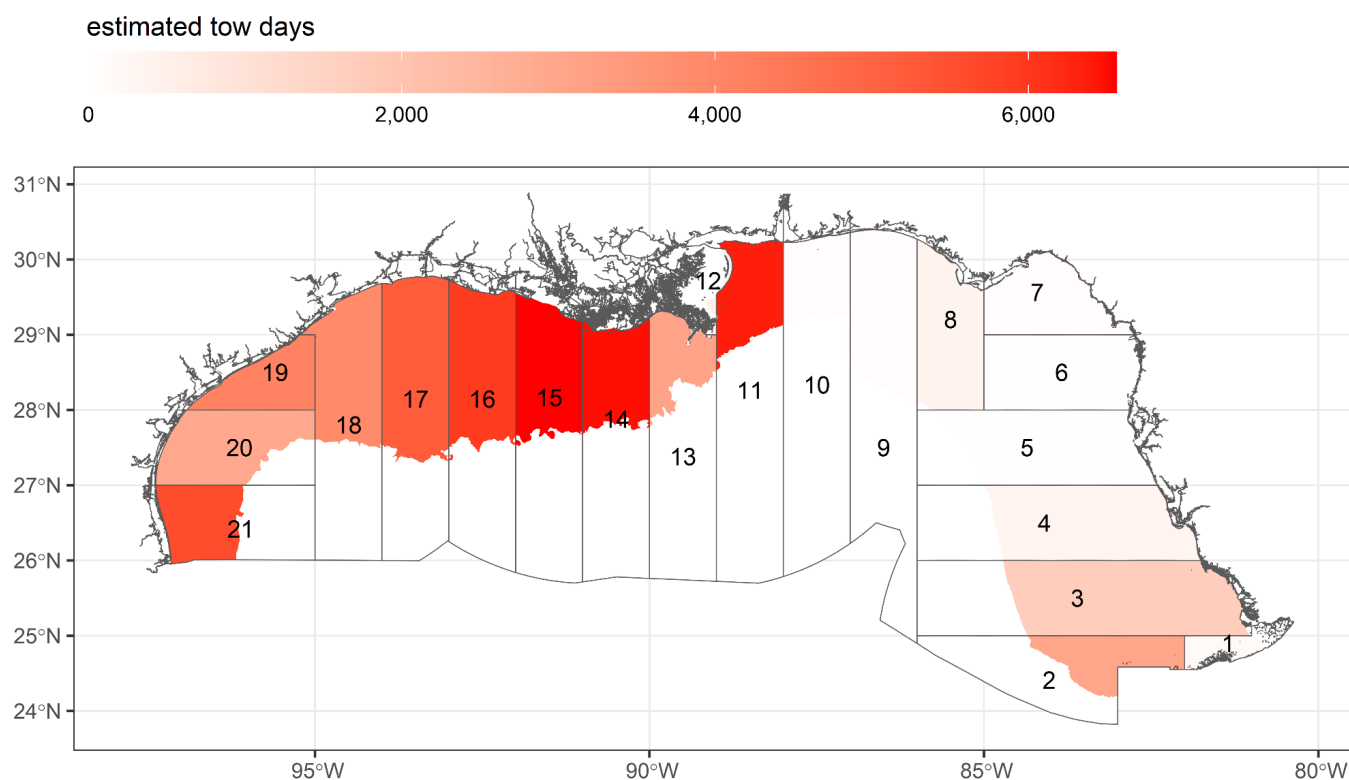 estimated tow days
0 2,000 4,000 6,000
31°N
30°N
29°N
28°N
27°N
26°N
25°N
24°N
12
7
8
19 17 16 15 14 11 10 6
18
20 13 9 5
21 4
3
1
2
95°W 90°W 85°W 80°W